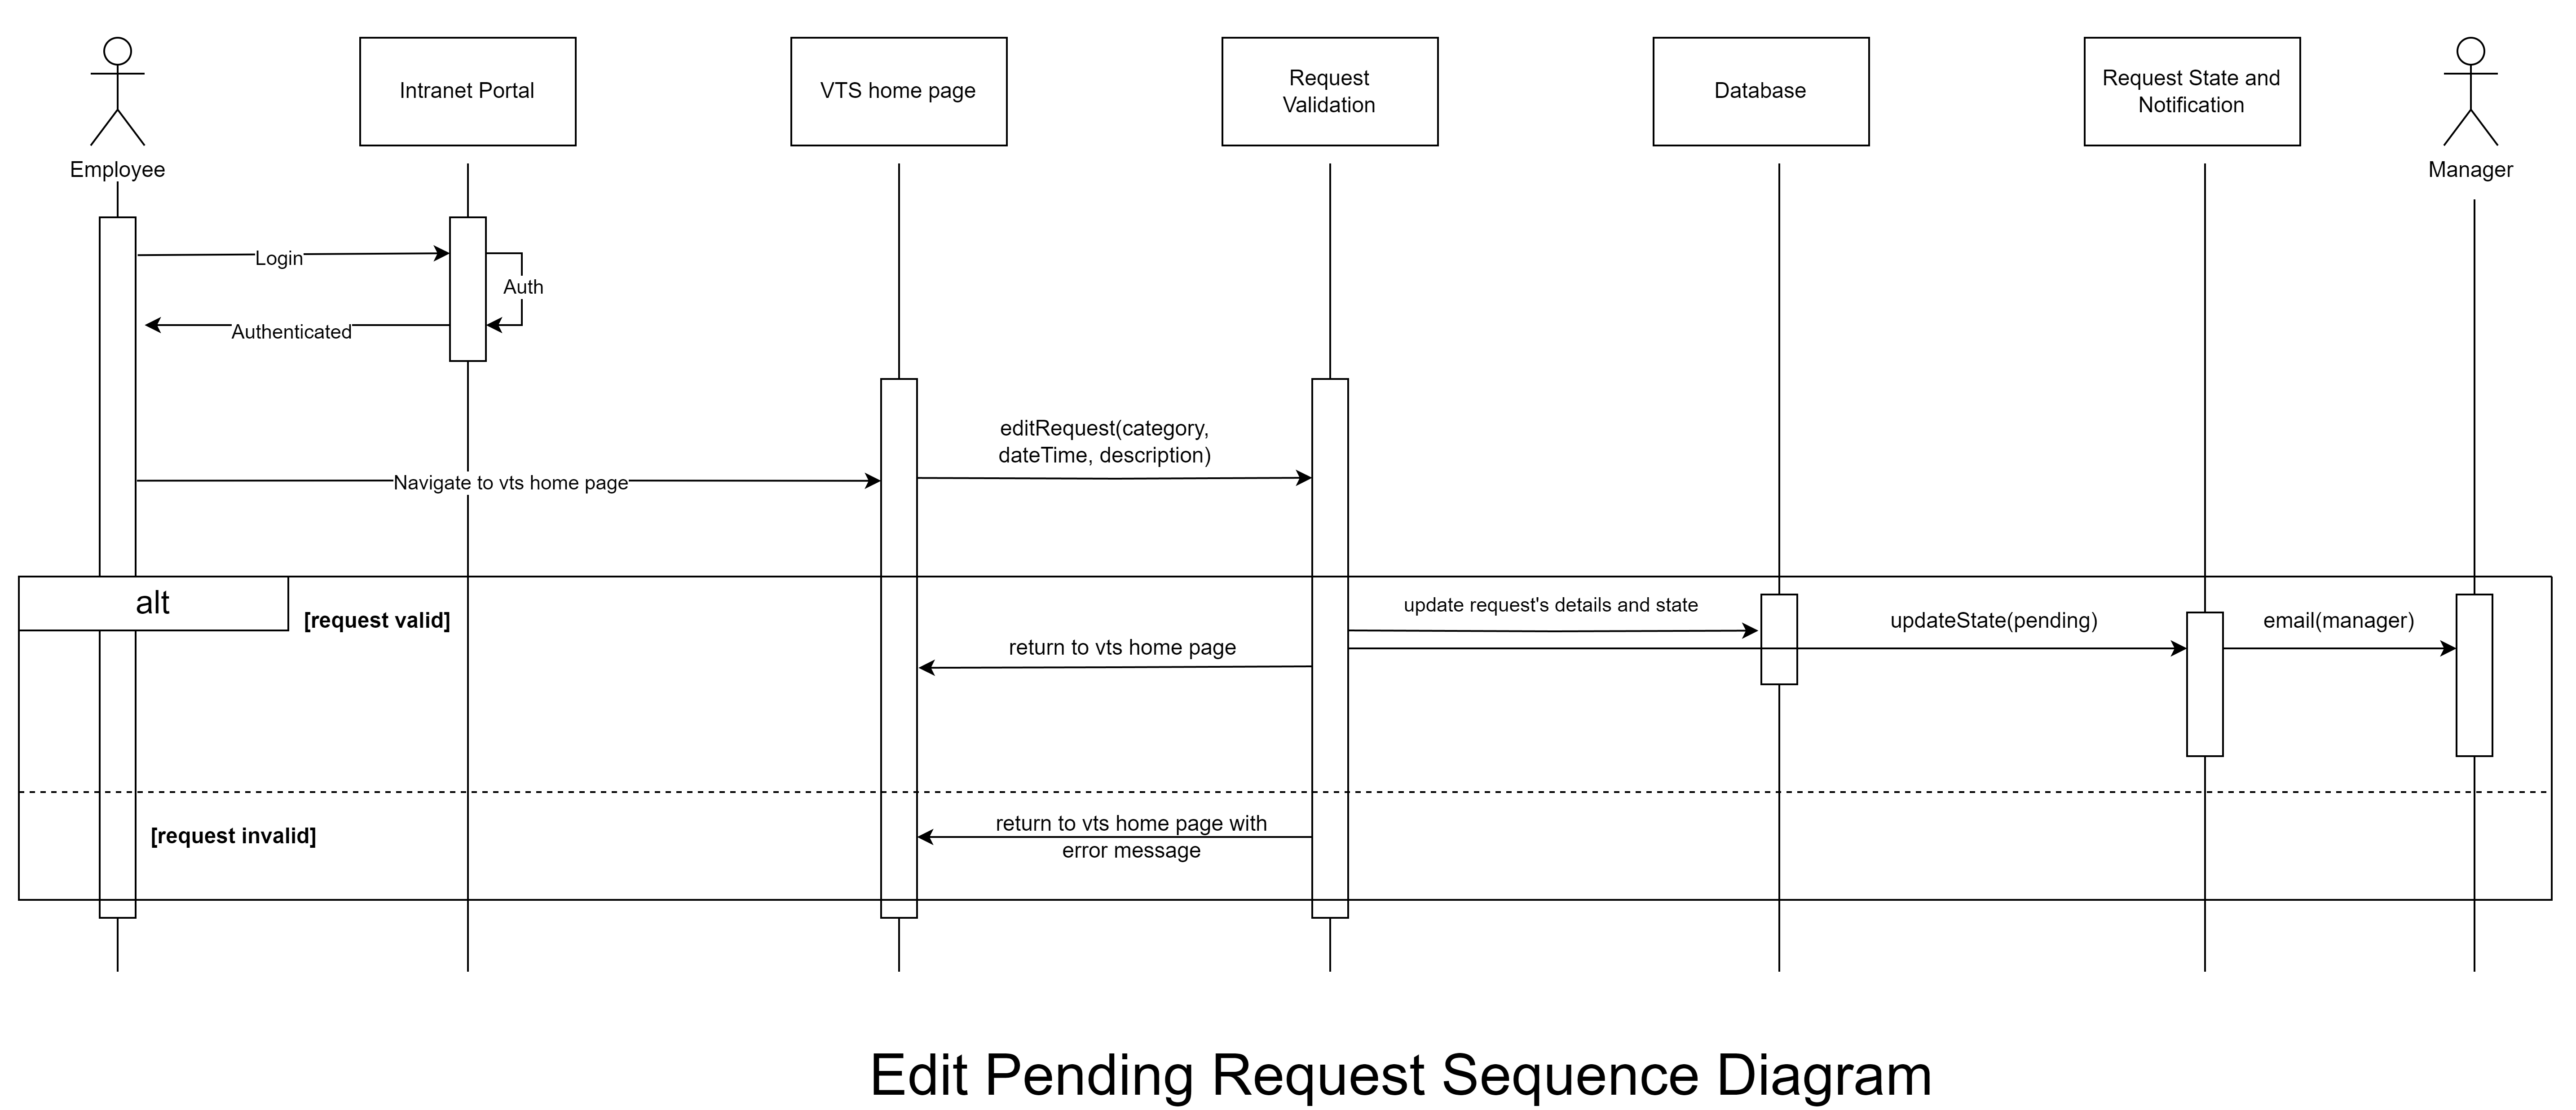 Employee
Intranet Portal
VTS home page
Request
Validation
Database
Request State and
Notification
Manager
Login
Auth
Authenticated
editRequest(category,
dateTime, description)
Navigate to vts home page
alt
[request valid]
update request's details and state
updateState(pending)
email(manager)
return to vts home page
[request invalid]
return to vts home page with
error message
Edit Pending Request Sequence Diagram